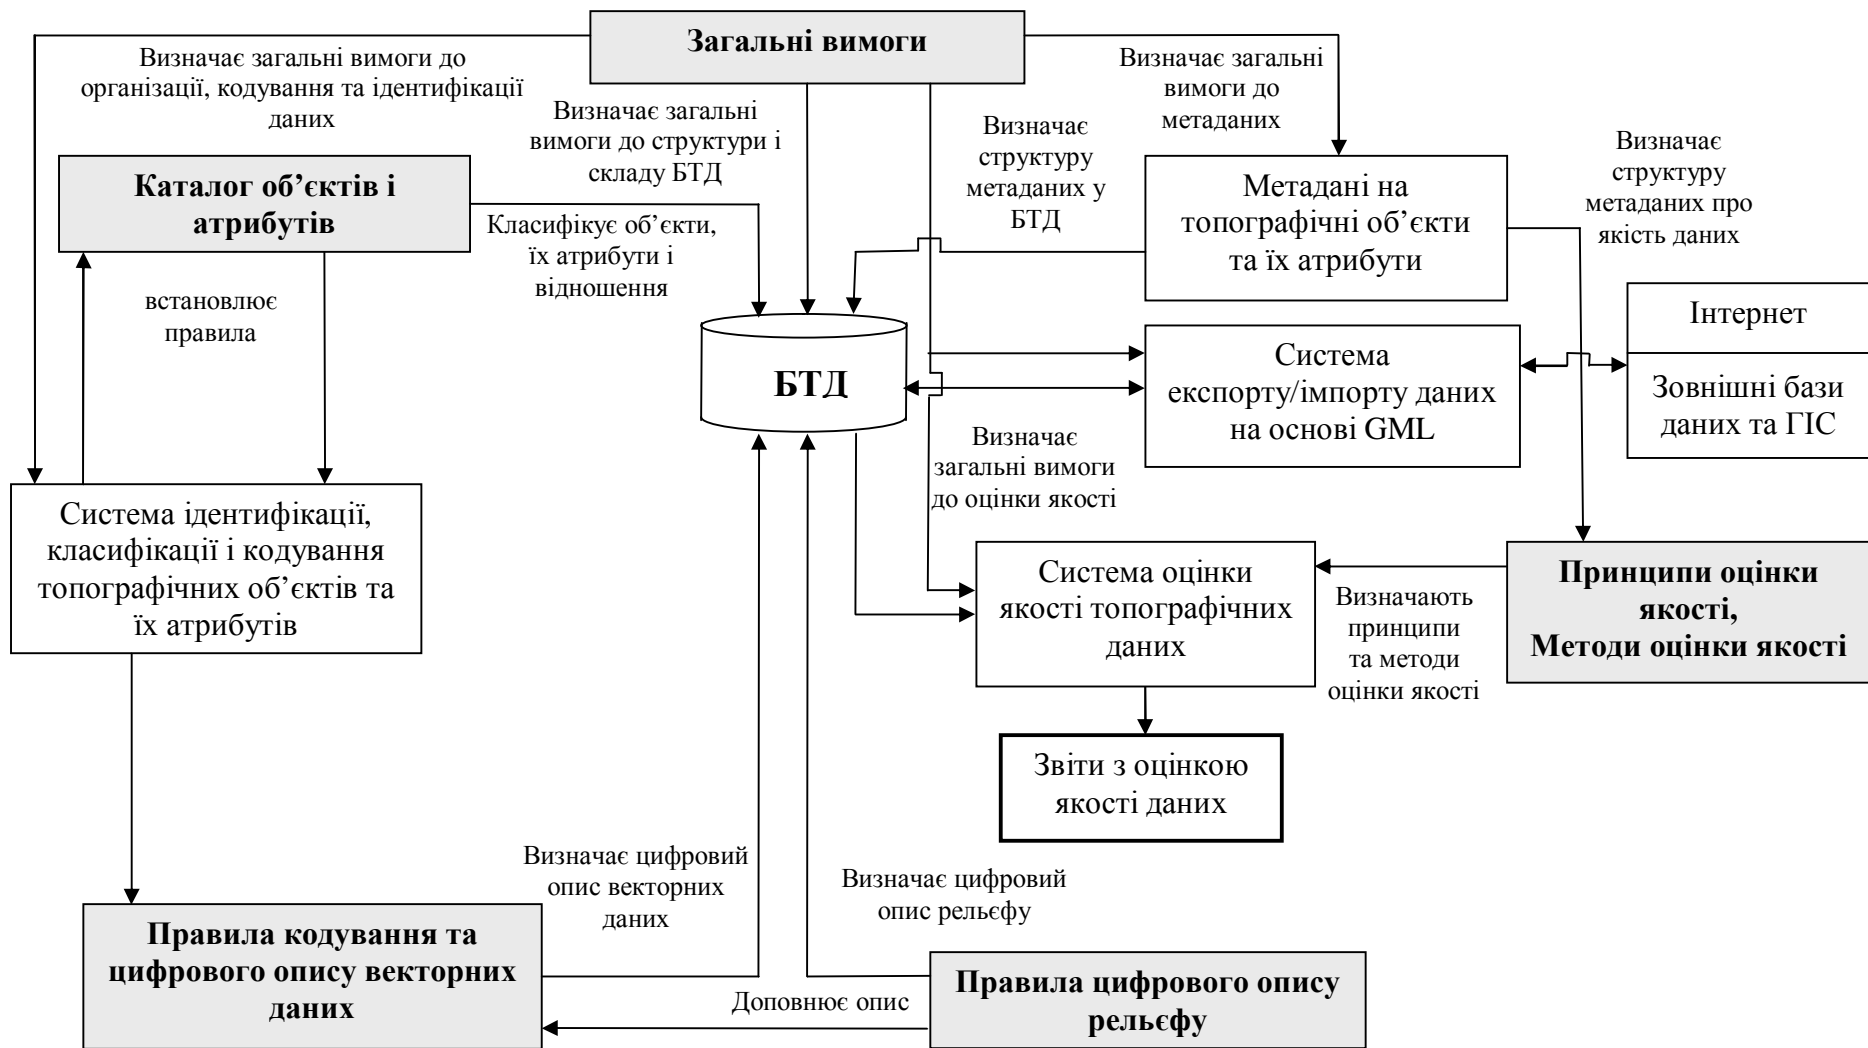 Загальні вимоги
Визначає загальні вимоги до
організації, кодування та ідентифікації
даних
Визначає загальні
вимоги до структури і
складу БТД
Визначає загальні
вимоги до
метаданих
Визначає
структуру
метаданих у
БТД
Визначає
структуру
метаданих про
якість даних
Каталог об’єктів і
атрибутів
Класифікує об’єкти,
їх атрибути і
відношення
Метадані на
топографічні об’єкти
та їх атрибути
встановлює
правила
БТД
Система
експорту/імпорту даних
на основі GML
Інтернет
Зовнішні бази
даних та ГІС
Визначає
загальні вимоги
до оцінки якості
Система ідентифікації,
класифікації і кодування
топографічних об’єктів та
їх атрибутів
Система оцінки
якості топографічних
даних
Визначають
принципи
та методи
оцінки якості
Принципи оцінки
якості,
Методи оцінки якості
Звіти з оцінкою
якості даних
Визначає цифровий
опис векторних
даних
Визначає цифровий
опис рельєфу
Правила кодування та
цифрового опису векторних
даних
Доповнює опис
Правила цифрового опису
рельєфу